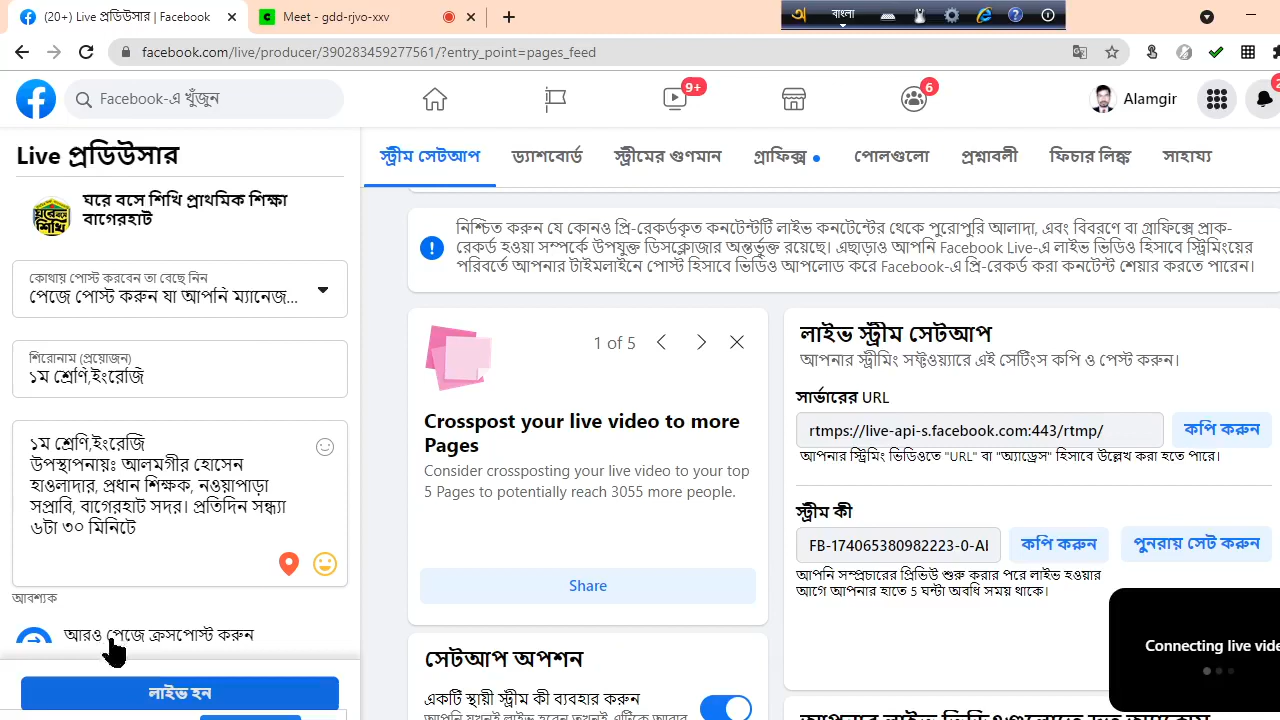 (20+) Live প্রডিউসার | Facebook
Meet - gdd-rjvo-xxv
বাংলা
facebook.com/live/producer/390283459277561/?entry_point=pages_feed
Facebook-এ খুঁজুন
9+
6
Alamgir
Live প্রডিউসার
ঘরে বসে শিখি প্রাথমিক শিক্ষা
বাগেরহাট
কোথায় পোস্ট করবেন তা বেছে নিন
পেজে পোস্ট করুন যা আপনি ম্যানেজ...
শিরোনাম (প্রয়োজন)
১ম শ্রেণি,ইংরেজি
১ম শ্রেণি,ইংরেজি
উপস্থাপনায়ঃ আলমগীর হোসেন
হাওলাদার, প্রধান শিক্ষক, নওয়াপাড়া
সপ্রাবি, বাগেরহাট সদর। প্রতিদিন সন্ধ্যা
৬টা ৩০ মিনিটে
আবশ্যক
আরও পেজে ক্রসপোস্ট করুন
লাইভ হন
স্ট্রীম সেটআপ
ড্যাশবোর্ড
স্ট্রীমের গুণমান
গ্রাফিক্স
পোলগুলো
প্রশ্নাবলী
ফিচার লিঙ্ক
সাহায্য
নিশ্চিত করুন যে কোনও প্রি-রেকর্ডকৃত কনটেন্টটি লাইভ কনটেন্টের থেকে পুরোপুরি আলাদা, এবং বিবরণে বা গ্রাফিক্সে প্রাক-
রেকর্ড হওয়া সম্পর্কে উপযুক্ত ডিসক্লোজার অন্তর্ভুক্ত রয়েছে। এছাড়াও আপনি Facebook Live-এ লাইভ ভিডিও হিসাবে স্ট্রিমিংয়ের
পরিবর্তে আপনার টাইমলাইনে পোস্ট হিসাবে ভিডিও আপলোড করে Facebook-এ প্রি-রেকর্ড করা কনটেন্ট শেয়ার করতে পারেন।
1 of 5
Crosspost your live video to more
Pages
Consider crossposting your live video to your top
5 Pages to potentially reach 3055 more people.
Share
সেটআপ অপশন
একটি স্থায়ী স্ট্রীম কী ব্যবহার করুন
লাইভ স্ট্রীম সেটআপ
আপনার স্ট্রীমিং সফ্টওয়্যারে এই সেটিংস কপি ও পেস্ট করুন।
সার্ভারের URL
rtmps://live-api-s.facebook.com:443/rtmp/
কপি করুন
আপনার স্ট্রিমিং ভিডিওতে "URL" বা "অ্যাড্রেস" হিসাবে উল্লেখ করা হতে পারে।
স্ট্রীম কী
FB-174065380982223-0-Al
কপি করুন
পুনরায় সেট করুন
আপনি সম্প্রচারের প্রিভিউ শুরু করার পরে লাইভ হওয়ার
আগে আপনার হাতে 5 ঘন্টা অবধি সময় থাকে।
Connecting live vide